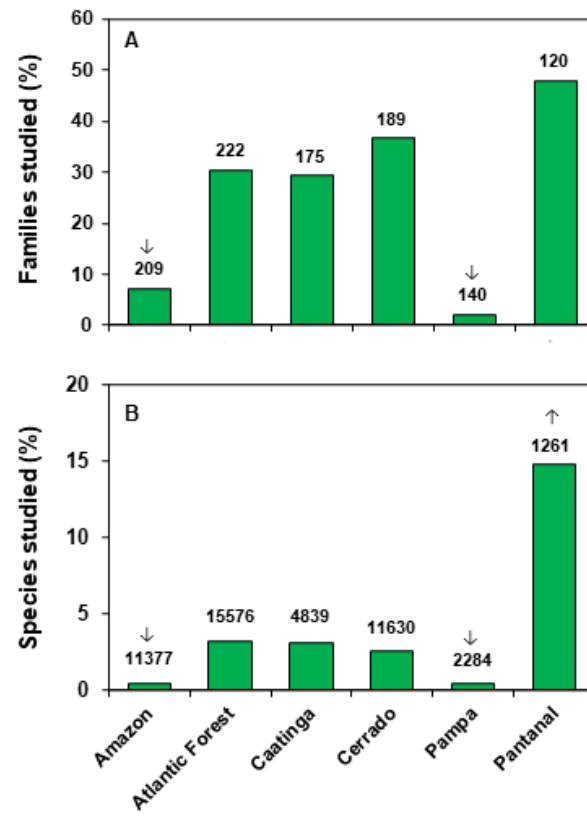 Families studied (%)
60
50
40
30
20
10
0
A
↓
209
222
175
189
↓
140
120
Species studied (%)
20
15
10
5
0
B
↓
11377
15576
4839
11630
↓
2284
↑
1261
Amazon
Atlantic Forest
Caatinga
Cerrado
Pampa
Pantanal